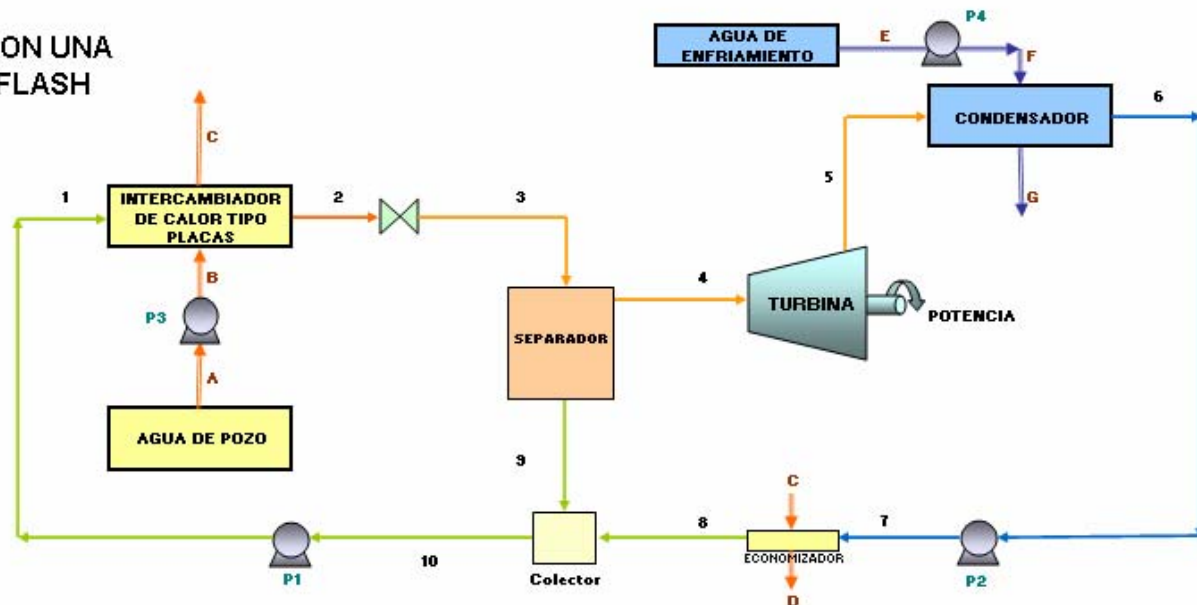 ON UNA
FLASH
P4
AGUA DE
ENFRIAMIENTO
E
F
6
CONDENSADOR
C
1
INTERCAMBIADOR
DE CALOR TIPO
PLACAS
2
3
5
G
B
P3
4
TURBINA
POTENCIA
SEPARADOR
A
AGUA DE POZO
9
C
8
7
ECONOMIZADOR
P1
10
Colector
P2
D